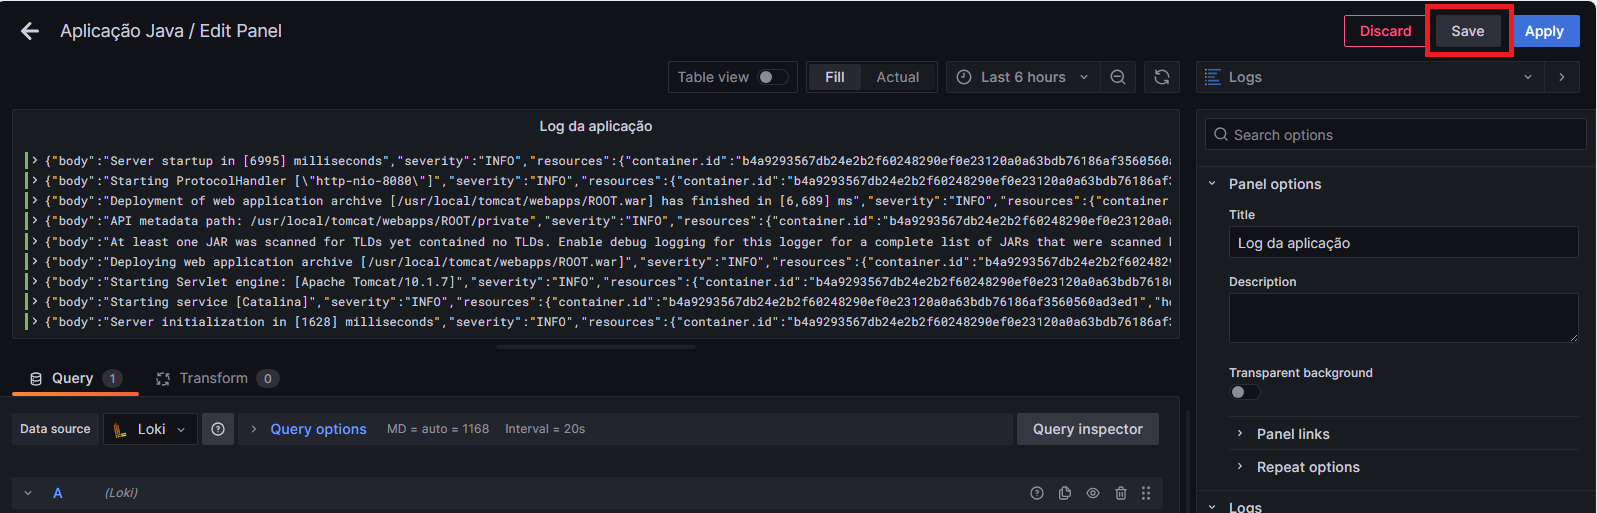 Aplicação Java / Edit Panel
Discard
Save
Apply
Table view
Fill
Actual
Last 6 hours
Logs
Log da aplicação
{"body":"Server startup in [6995] milliseconds","severity":"INFO","resources":{"container.id":"b4a9293567db24e2b2f60248290ef0e23120a0a63bdb76186af3560560a
{"body":"Starting ProtocolHandler [\"http-nio-8080\"]","severity":"INFO","resources":{"container.id":"b4a9293567db24e2b2f60248290ef0e23120a0a63bdb76186af3
{"body":"Deployment of web application archive [/usr/local/tomcat/webapps/ROOT.war] has finished in [6,689] ms","severity":"INFO","resources":{"container
{"body":"API metadata path: /usr/local/tomcat/webapps/ROOT/private","severity":"INFO","resources":{"container.id":"b4a9293567db24e2b2f60248290ef0e23120a0a
{"body":"At least one JAR was scanned for TLDs yet contained no TLDs. Enable debug logging for this logger for a complete list of JARs that were scanned
{"body":"Deploying web application archive [/usr/local/tomcat/webapps/ROOT.war]","severity":"INFO","resources":{"container.id":"b4a9293567db24e2b2f6024829
{"body":"Starting Servlet engine: [Apache Tomcat/10.1.7]","severity":"INFO","resources":{"container.id":"b4a9293567db24e2b2f60248290ef0e23120a0a63bdb76186
{"body":"Starting service [Catalina]","severity":"INFO","resources":{"container.id":"b4a9293567db24e2b2f60248290ef0e23120a0a63bdb76186af3560560ad3ed1","ho
{"body":"Server initialization in [1628] milliseconds","severity":"INFO","resources":{"container.id":"b4a9293567db24e2b2f60248290ef0e23120a0a63bdb76186af3
Search options
Panel options
Title
Log da aplicação
Description
Transparent background
Panel links
Repeat options
Logs
Query 1
Transform 0
Data source
Loki
Query options
MD = auto = 1168
Interval = 20s
Query inspector
A
(Loki)